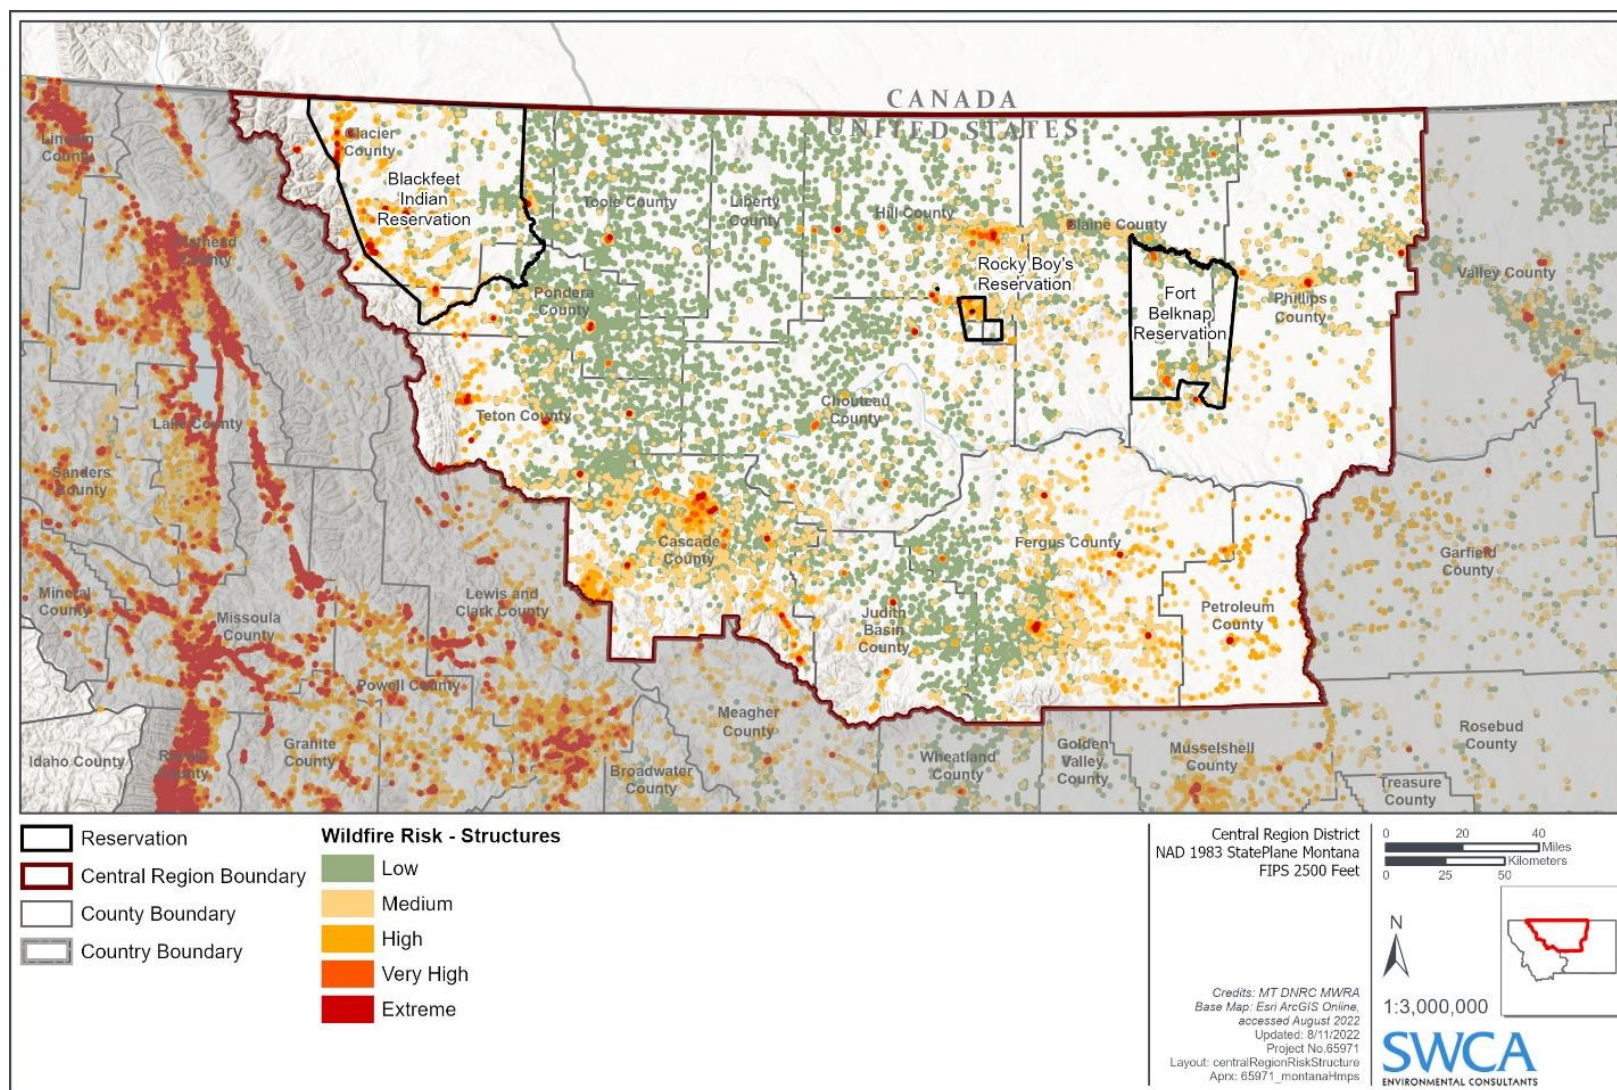 CANADA
UNITED STATES
Lincoln
County
Glacier
County
Blackfeet
Indian
Reservation
Toole County
Liberty
County
Hill County
Blaine County
Flathead
County
Rocky Boy's
Reservation
Fort
Belknap
Reservation
Phillips
County
Valley County
Pondera
County
Lake County
Teton County
Chouteau
County
Sanders
County
Cascade
County
Fergus County
Garfield
County
Mineral
County
Missoula
County
Lewis and
Clark County
Judith
Basin
County
Petroleum
County
Powell County
Meagher
County
Idaho County
Ravalli
County
Granite
County
Broadwater
County
Wheatland
County
Golden
Valley
County
Musselshell
County
Rosebud
County
Treasure
County
Reservation
Central Region Boundary
County Boundary
Country Boundary
Wildfire Risk - Structures
Low
Medium
High
Very High
Extreme
Central Region District
NAD 1983 StatePlane Montana
FIPS 2500 Feet
Credits: MT DNRC MWRA
Base Map: Esri ArcGIS Online,
accessed August 2022
Updated: 8/11/2022
Project No.65971
Layout: centralRegionRiskStructure
Aprx: 65971_montanaHmps
0 20 40
Miles
Kilometers
0 25 50
N
1:3,000,000
SWCA
ENVIRONMENTAL CONSULTANTS